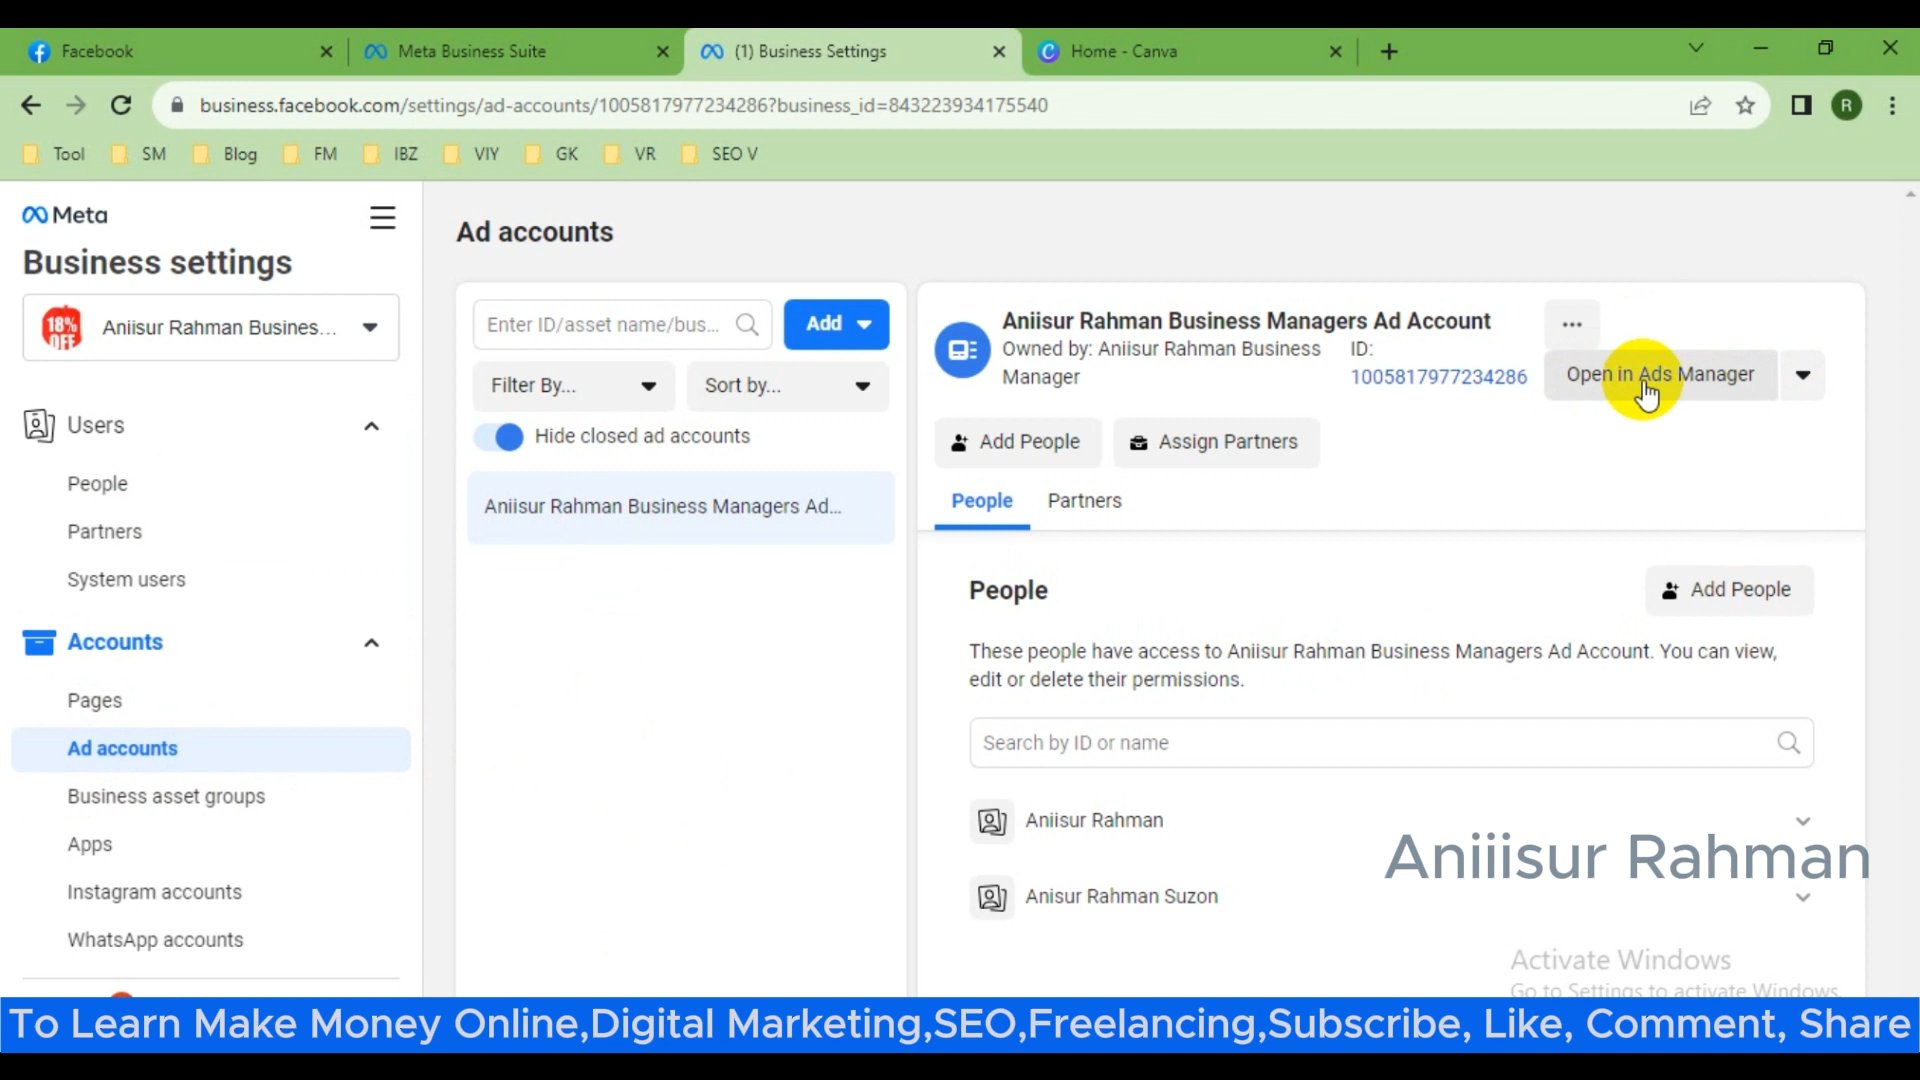 Facebook
Meta Business Suite
(1) Business Settings
Home - Canva
business.facebook.com/settings/ad-accounts/1005817977234286?business_id=843223934175540
R
Tool
SM
Blog
FM
IBZ
VIY
GK
VR
SEO V
Meta
Business settings
18% OFF
Aniisur Rahman Busines...
Users
People
Partners
System users
Accounts
Pages
Ad accounts
Business asset groups
Apps
Instagram accounts
WhatsApp accounts
Ad accounts
Enter ID/asset name/bus...
Add
Filter By...
Sort by...
Hide closed ad accounts
Aniisur Rahman Business Managers Ad...
Aniisur Rahman Business Managers Ad Account
Owned by: Aniisur Rahman Business
Manager
ID:
1005817977234286
Open in Ads Manager
Add People
Assign Partners
People
Partners
People
Add People
These people have access to Aniisur Rahman Business Managers Ad Account. You can view,
edit or delete their permissions.
Search by ID or name
Aniisur Rahman
Anisur Rahman Suzon
Aniiisur Rahman
Activate Windows
Go to Settings to activate Windows.
To Learn Make Money Online,Digital Marketing,SEO,Freelancing,Subscribe, Like, Comment, Share